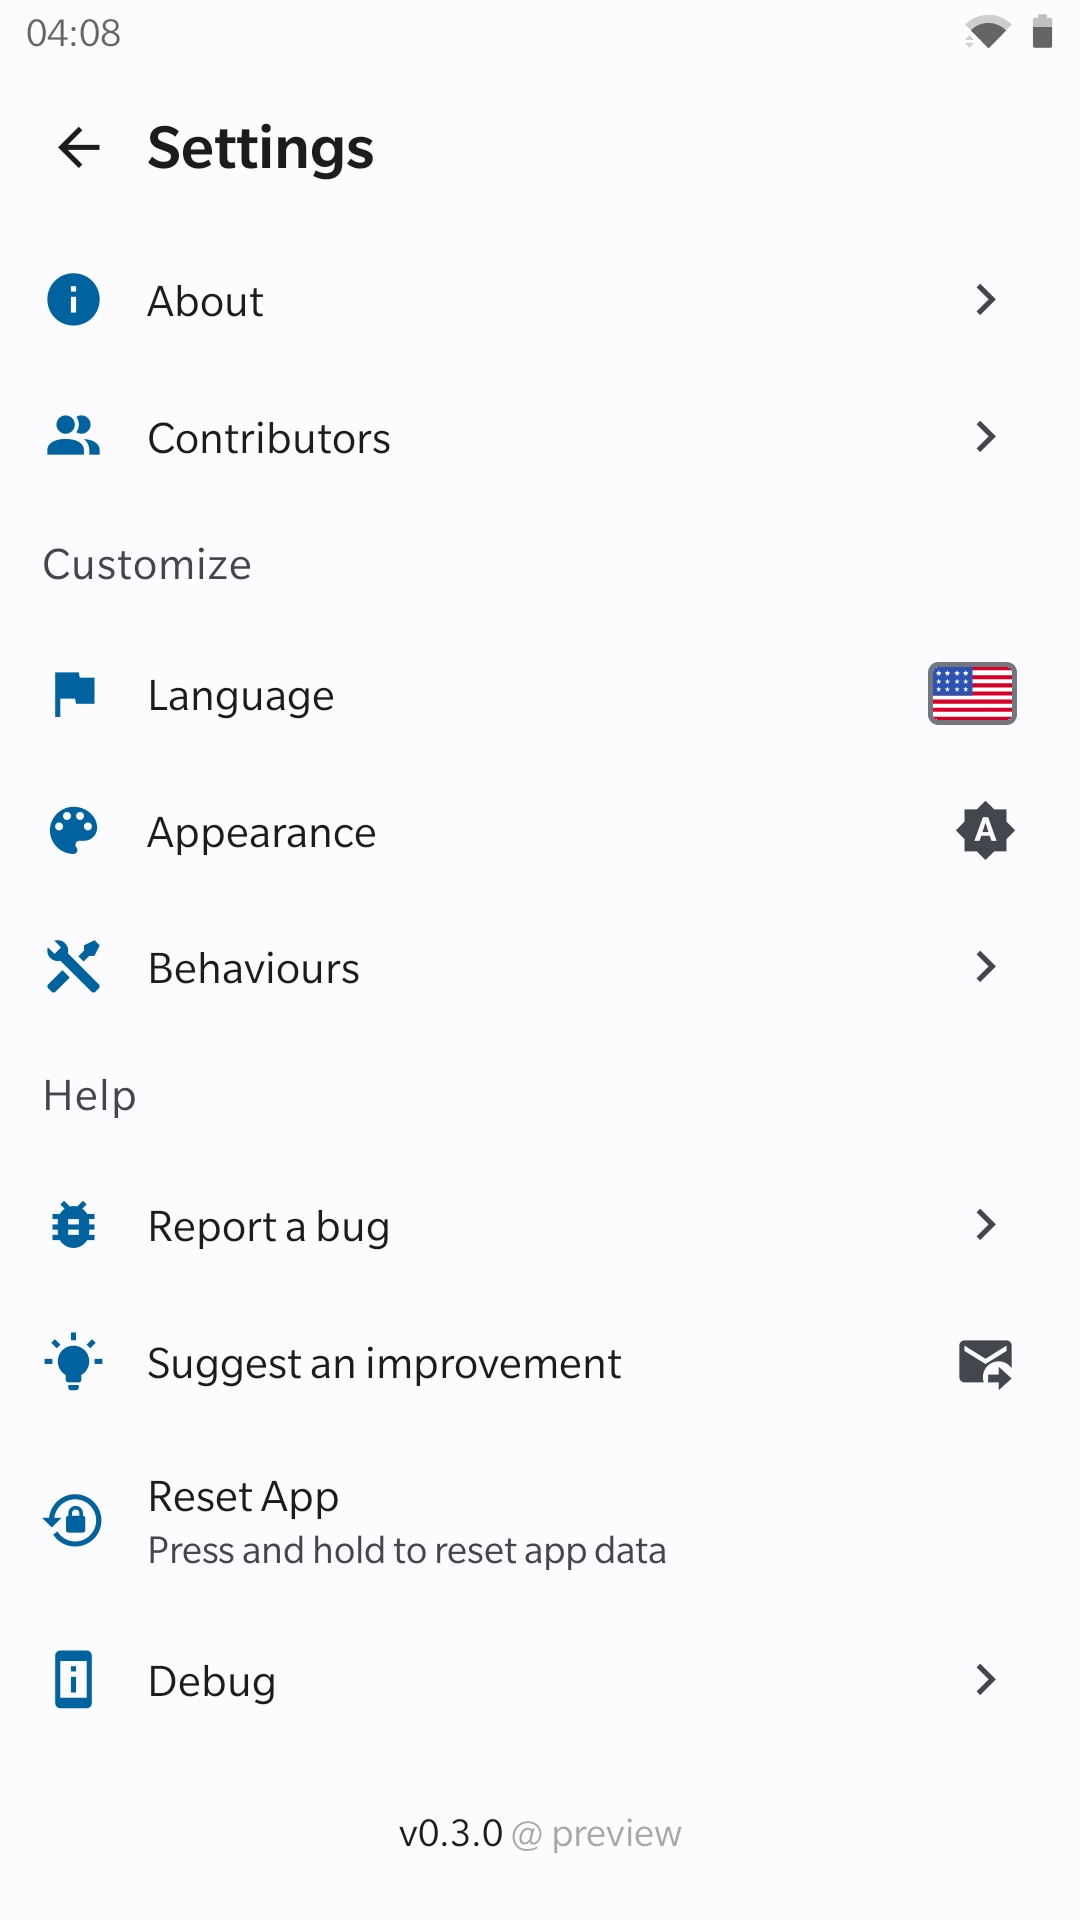 04:08
Settings
About
Contributors
Customize
Language
Appearance
A
Behaviours
Help
Report a bug
Suggest an improvement
Reset App
Press and hold to reset app data
Debug
v0.3.0 @ preview